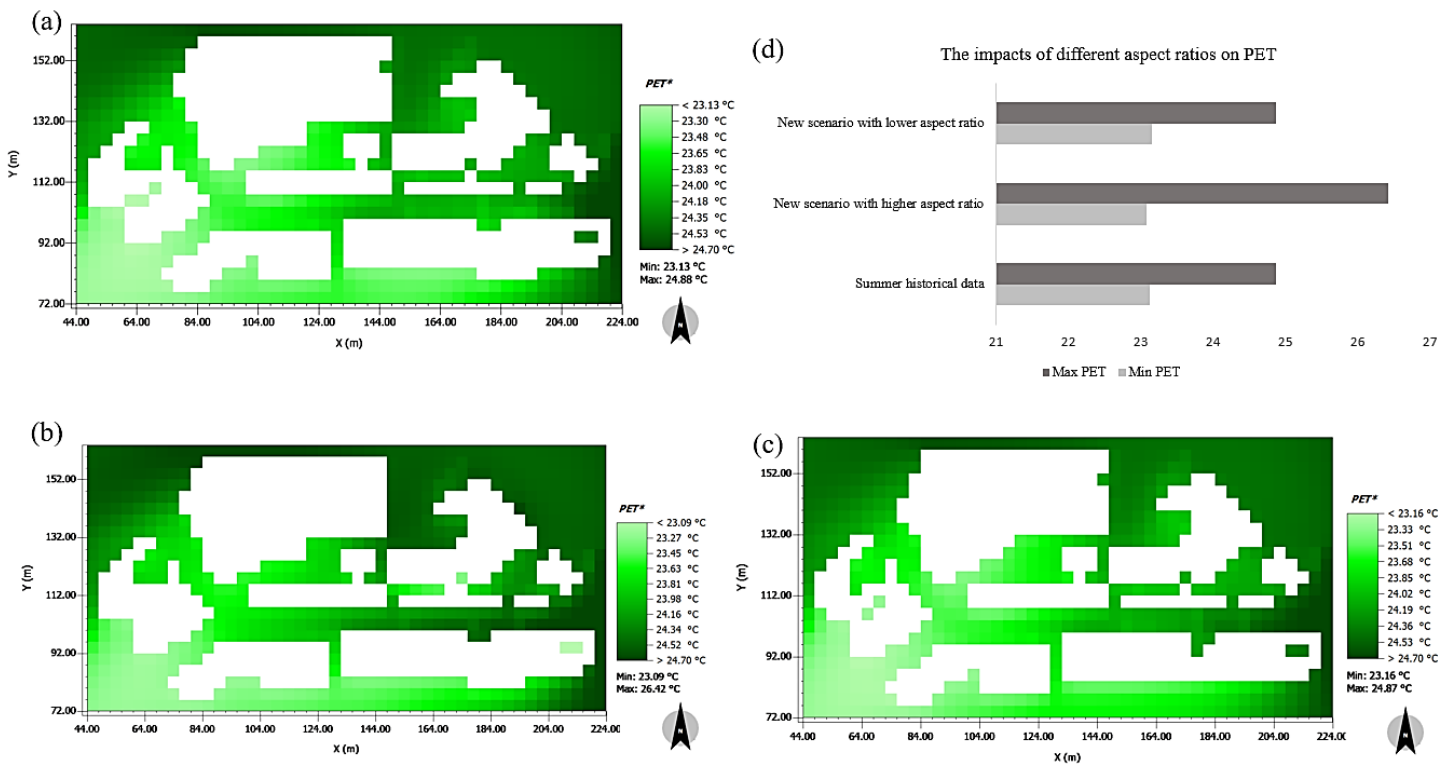 (a)
152.00
132.00
112.00
92.00
72.00
Y (m)
44.00 64.00 84.00 104.00 124.00 144.00 164.00 184.00 204.00 224.00
X (m)
PET*
< 23.13 °C
23.30 °C
23.48 °C
23.65 °C
23.83 °C
24.00 °C
24.18 °C
24.35 °C
24.53 °C
> 24.70 °C
Min: 23.13 °C
Max: 24.88 °C
N
(d)
The impacts of different aspect ratios on PET
New scenario with lower aspect ratio
New scenario with higher aspect ratio
Summer historical data
21 22 23 24 25 26 27
Max PET Min PET
(b)
152.00
132.00
112.00
92.00
72.00
Y (m)
44.00 64.00 84.00 104.00 124.00 144.00 164.00 184.00 204.00 224.00
X (m)
PET*
< 23.09 °C
23.27 °C
23.45 °C
23.63 °C
23.81 °C
23.98 °C
24.16 °C
24.34 °C
24.52 °C
> 24.70 °C
Min: 23.09 °C
Max: 26.42 °C
N
(c)
152.00
132.00
112.00
92.00
72.00
Y (m)
44.00 64.00 84.00 104.00 124.00 144.00 164.00 184.00 204.00 224.00
X (m)
PET*
< 23.16 °C
23.33 °C
23.51 °C
23.68 °C
23.85 °C
24.02 °C
24.19 °C
24.36 °C
24.53 °C
> 24.70 °C
Min: 23.16 °C
Max: 24.87 °C
N